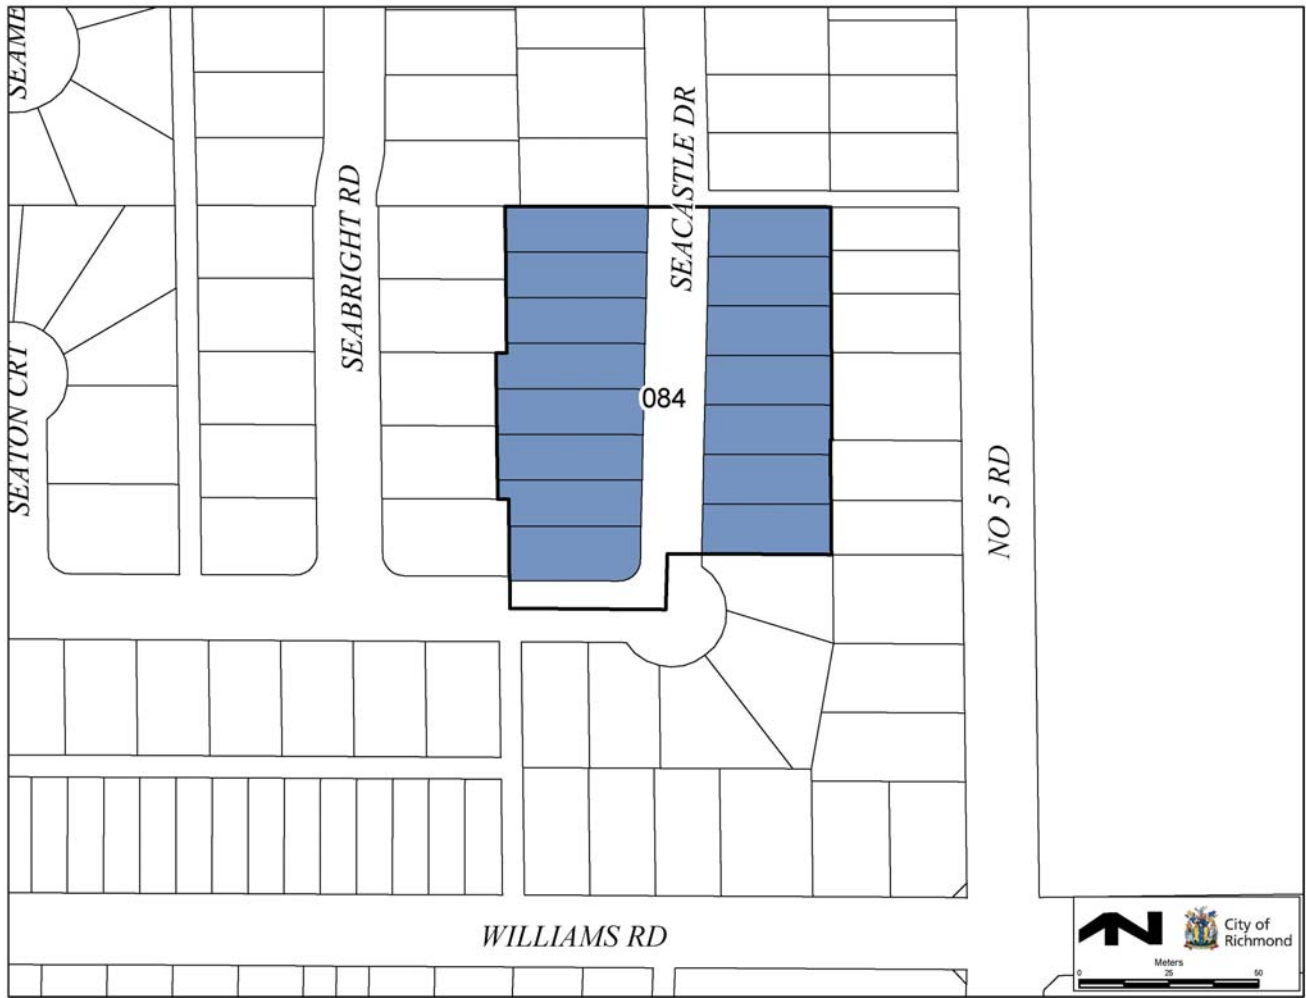 SEAME
SEACASTLE DR
SEABRIGHT RD
SEATON CRT
084
NO 5 RD
WILLIAMS RD
City of
Richmond
Meters
0 25 50